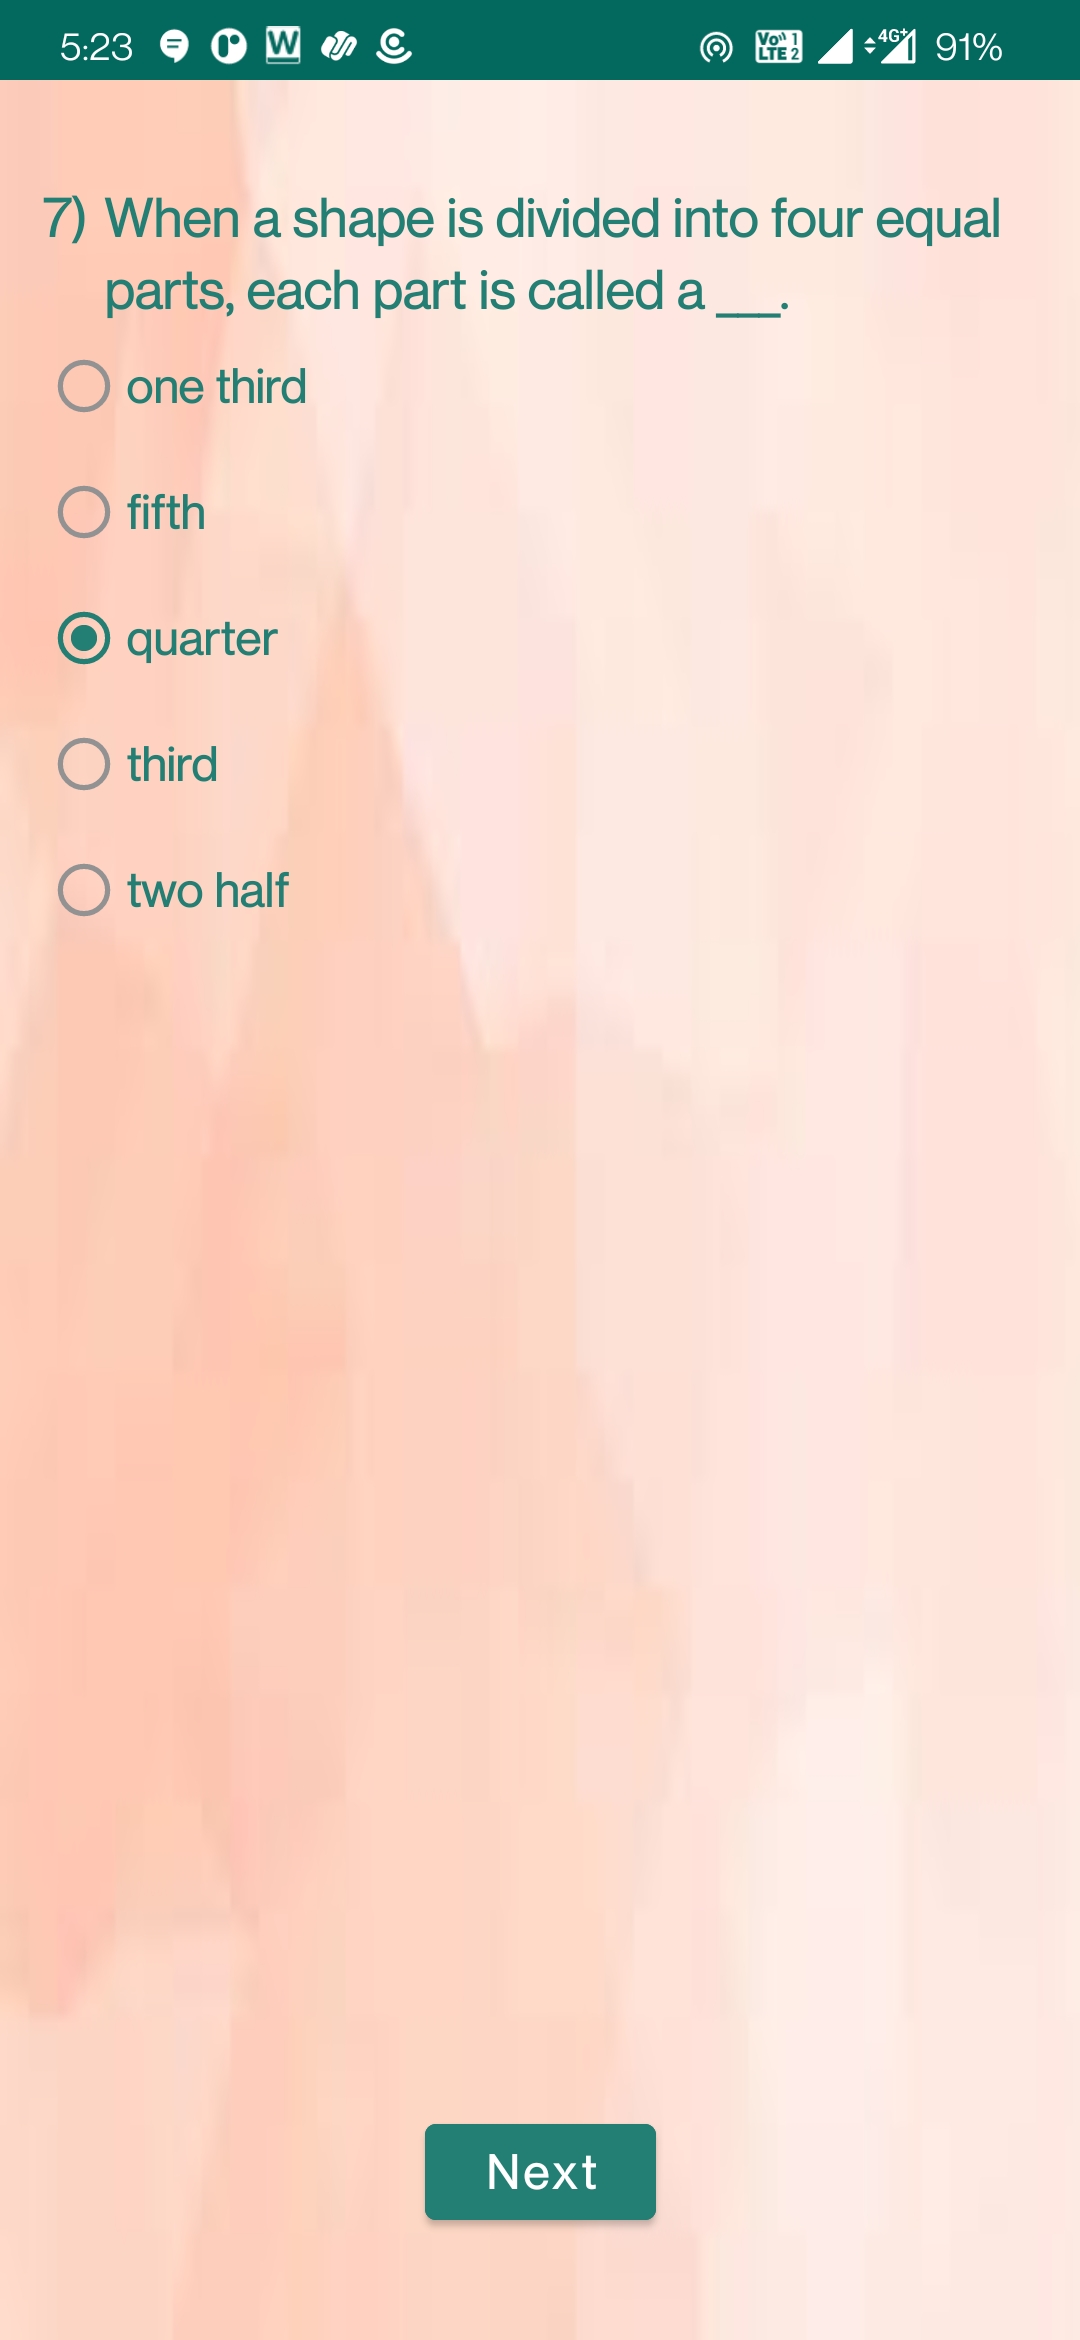 5:23 W Vo)) 1 LTE 2 4G+ 91%
7) When a shape is divided into four equal
parts, each part is called a ___.
one third
fifth
quarter
third
two half
Next